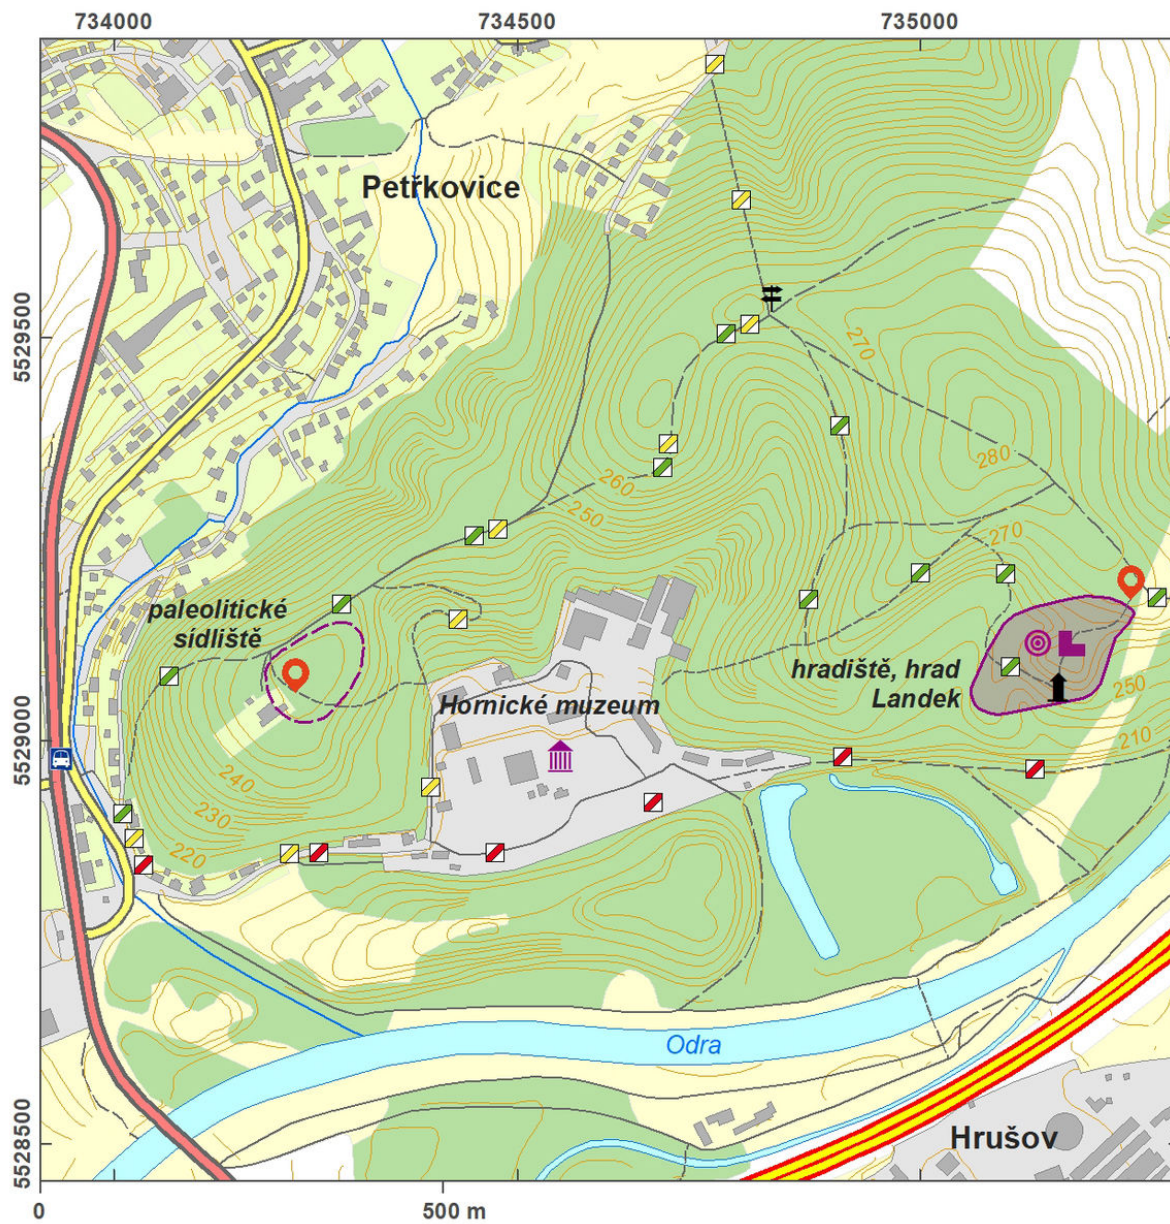 734000 734500 735000
Petřkovice
5529500
270
280
260
250
270
paleolitické
sídliště
hradiště, hrad
Landek
Hornické muzeum
250
210
5529000
240
230
220
Odra
Hrušov
5528500
0 500 m